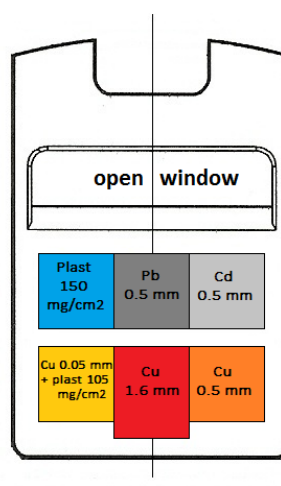 open window
Plast
150
mg/cm2
Pb
0.5 mm
Cd
0.5 mm
Cu 0.05 mm
+ plast 105
mg/cm2
Cu
1.6 mm
Cu
0.5 mm